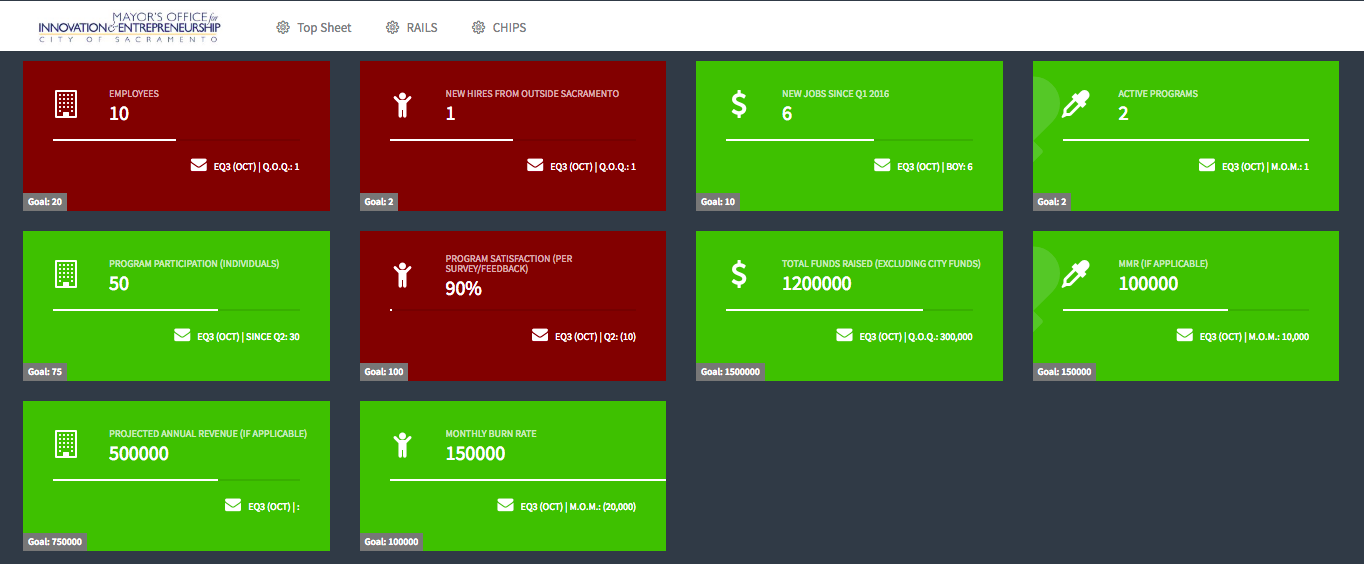 MAYOR'S OFFICE for
INNOVATION & ENTREPRENEURSHIP
CITY OF SACRAMENTO
Top Sheet
RAILS
CHIPS
EMPLOYEES
10
EQ3 (OCT) | Q.O.Q.: 1
Goal: 20
NEW HIRES FROM OUTSIDE SACRAMENTO
1
EQ3 (OCT) | Q.O.Q.: 1
Goal: 2
NEW JOBS SINCE Q1 2016
6
EQ3 (OCT) | BOY: 6
Goal: 10
ACTIVE PROGRAMS
2
EQ3 (OCT) | M.O.M.: 1
Goal: 2
PROGRAM PARTICIPATION (INDIVIDUALS)
50
EQ3 (OCT) | SINCE Q2: 30
Goal: 75
PROGRAM SATISFACTION (PER
SURVEY/FEEDBACK)
90%
EQ3 (OCT) | Q2: (10)
Goal: 100
TOTAL FUNDS RAISED (EXCLUDING CITY FUNDS)
1200000
EQ3 (OCT) | Q.O.Q.: 300,000
Goal: 1500000
MMR (IF APPLICABLE)
100000
EQ3 (OCT) | M.O.M.: 10,000
Goal: 150000
PROJECTED ANNUAL REVENUE (IF APPLICABLE)
500000
EQ3 (OCT) | :
Goal: 750000
MONTHLY BURN RATE
150000
EQ3 (OCT) | M.O.M.: (20,000)
Goal: 100000